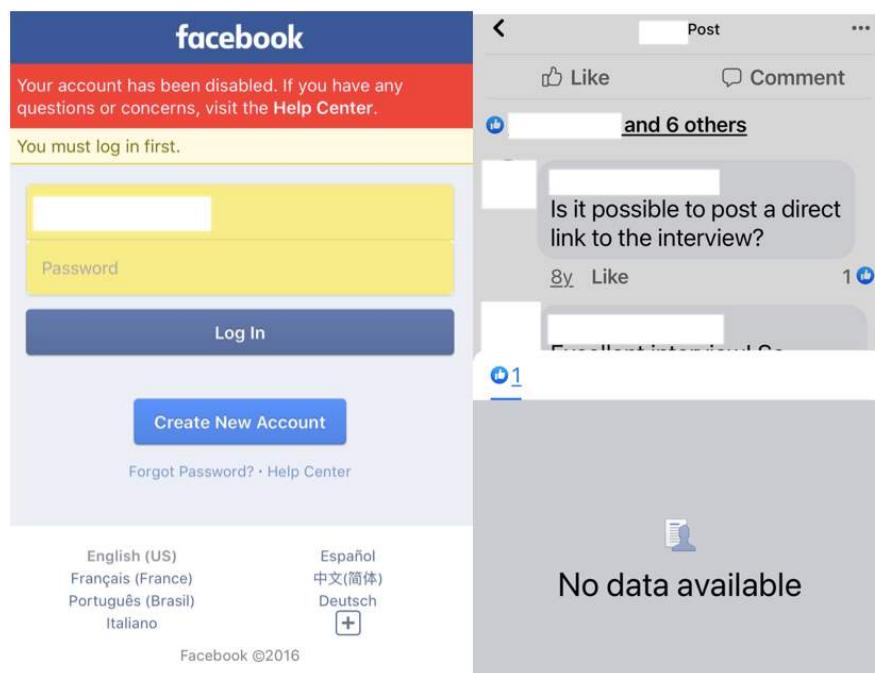 facebook
Your account has been disabled. If you have any
questions or concerns, visit the Help Center.
You must log in first.
Password
Log In
Create New Account
Forgot Password? · Help Center
English (US)
Español
Français (France)
中文(简体)
Português (Brasil)
Deutsch
Italiano
Facebook ©2016
Post
Like
Comment
and 6 others
Is it possible to post a direct
link to the interview?
8y Like 1
Excellent interview! So
1
No data available